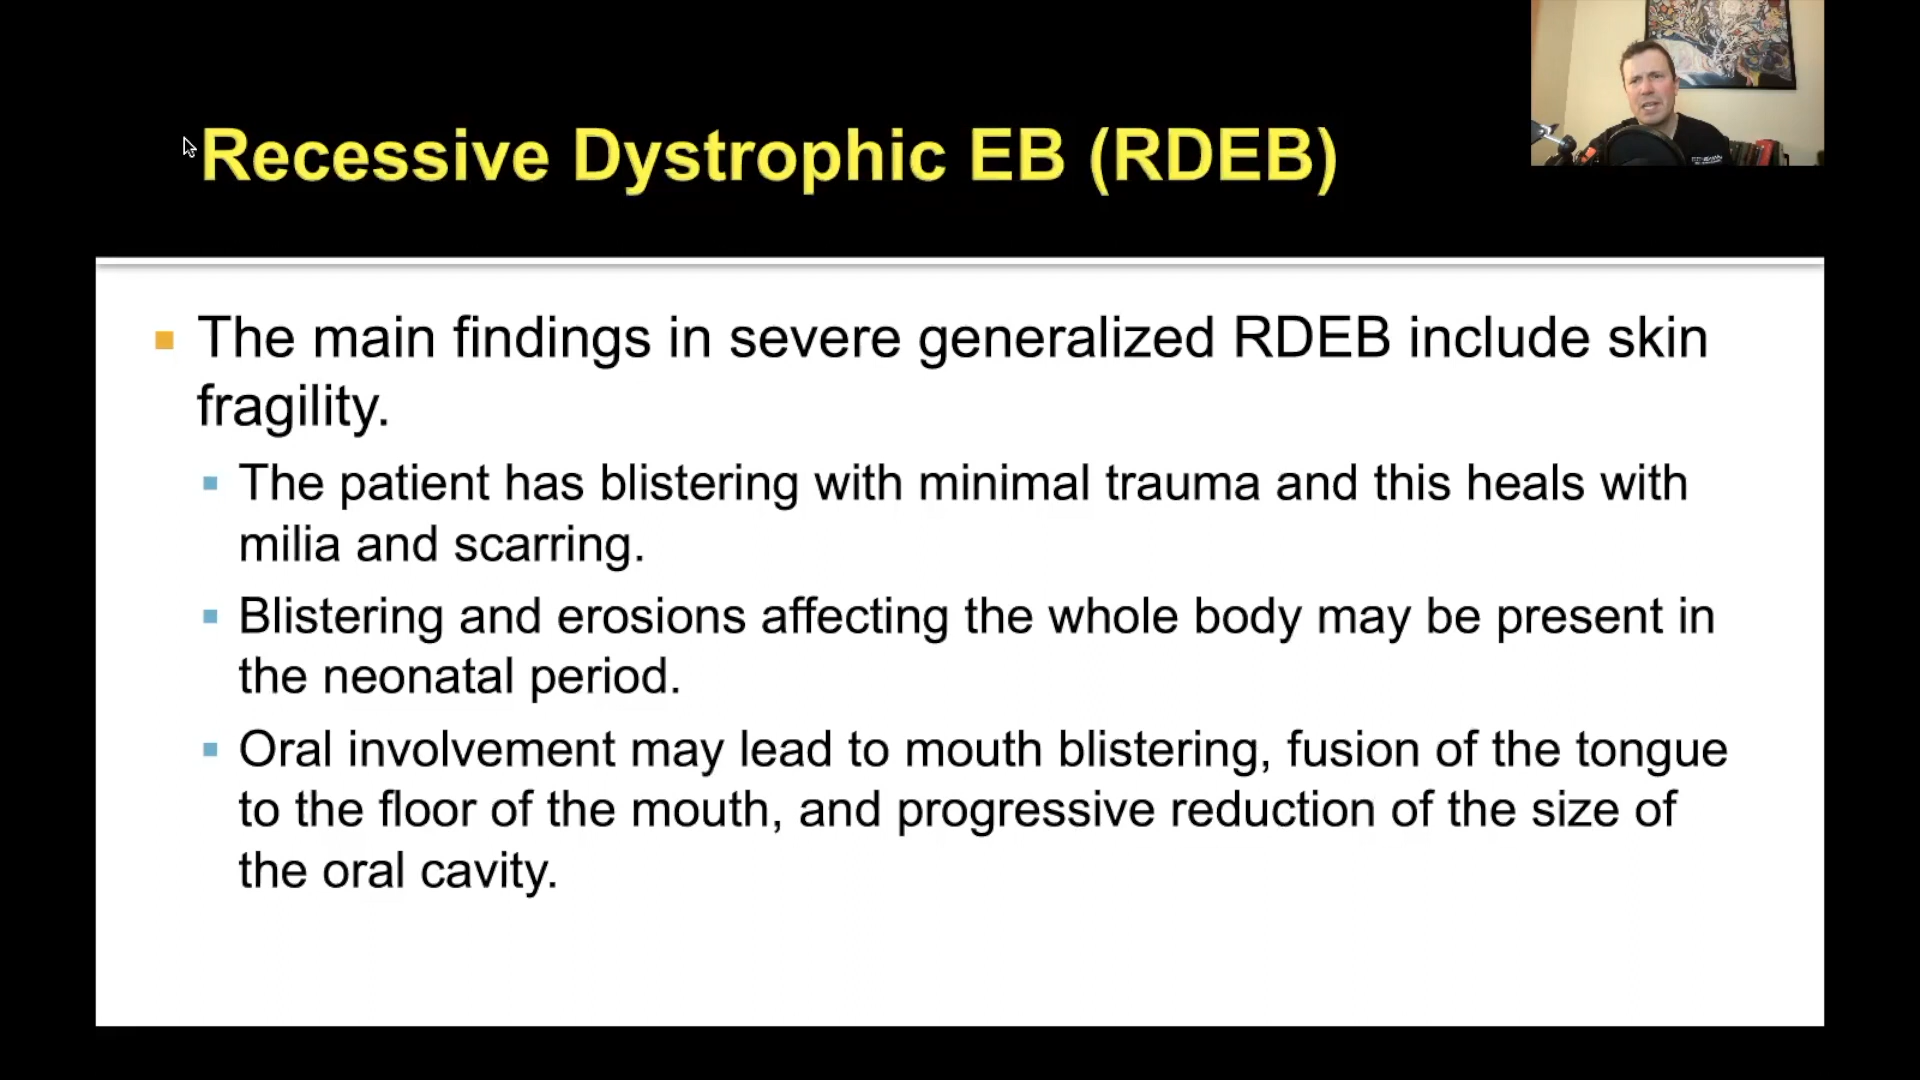 Recessive Dystrophic EB (RDEB)
The main findings in severe generalized RDEB include skin
fragility.
The patient has blistering with minimal trauma and this heals with
milia and scarring.
Blistering and erosions affecting the whole body may be present in
the neonatal period.
Oral involvement may lead to mouth blistering, fusion of the tongue
to the floor of the mouth, and progressive reduction of the size of
the oral cavity.